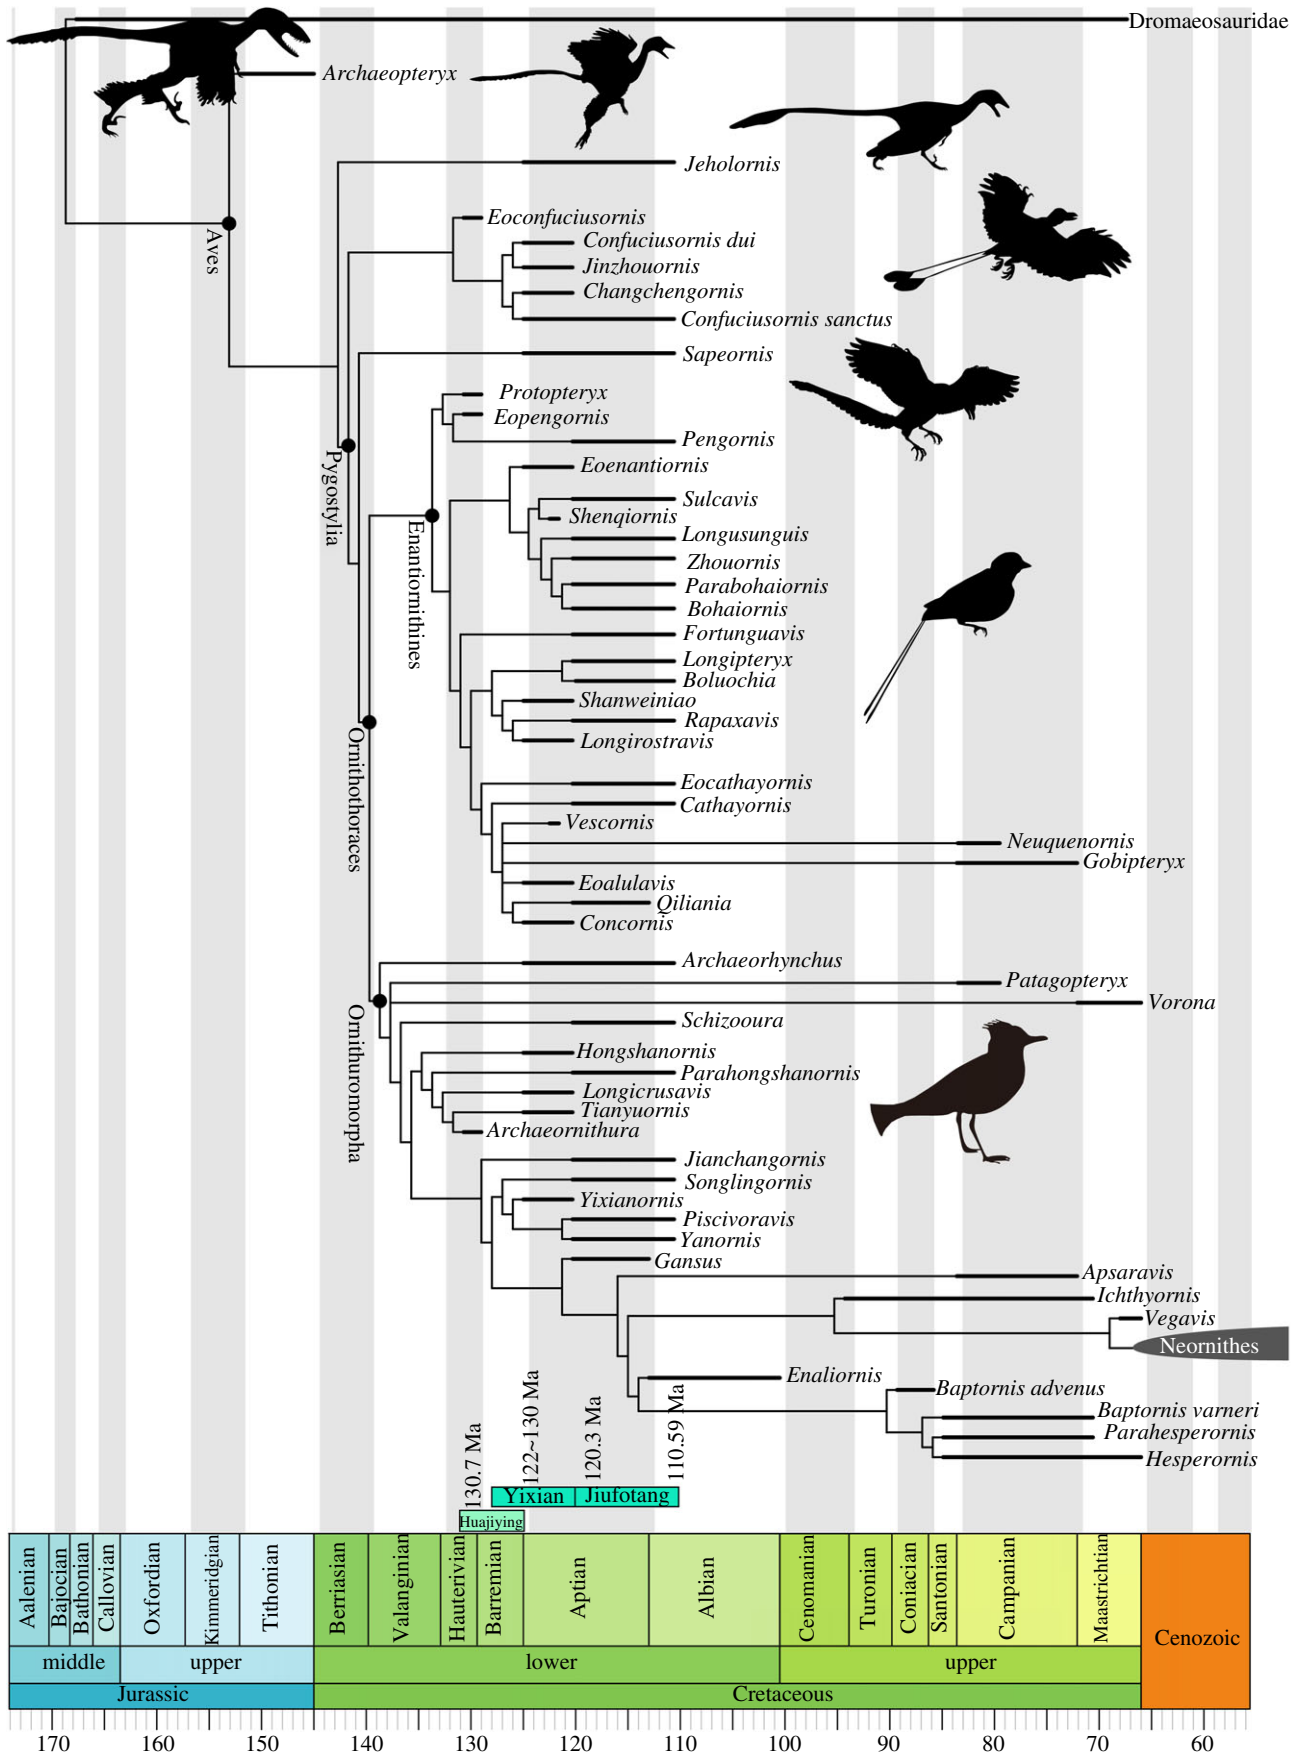 Dromaeosauridae
Archaeopteryx
Jeholornis
Eoconfuciusornis
Confuciusornis dui
Jinzhouornis
Changchengornis
Confuciusornis sanctus
Aves
Sapeornis
Protopteryx
Eopengornis
Pengornis
Pygostylia
Eoenantiornis
Sulcavis
Shenqiornis
Longusunguis
Zhouornis
Parabohaiornis
Bohaiornis
Enantiornithines
Fortunguavis
Longipteryx
Boluochia
Shanweiniao
Rapaxavis
Longirostravis
Ornithothoraces
Eocathayornis
Cathayornis
Vescornis
Neuquenornis
Gobipteryx
Eoalulavis
Qiliania
Concornis
Archaeorhynchus
Patagopteryx
Vorona
Ornithuromorpha
Schizooura
Hongshanornis
Parahongshanornis
Longicrusavis
Tianyuornis
Archaeornithura
Jianchangornis
Songlingornis
Yixianornis
Piscivoravis
Yanornis
Gansus
Apsaravis
Ichthyornis
Vegavis
Neornithes
Enaliornis
Baptornis advenus
Baptornis varneri
Parahesperornis
Hesperornis
130.7 Ma
122~130 Ma
120.3 Ma
110.59 Ma
Yixian
Jiufotang
Huajiying
Aalenian
Bajocian
Bathonian
Callovian
Oxfordian
Kimmeridgian
Tithonian
Berriasian
Valanginian
Hauterivian
Barremian
Aptian
Albian
Cenomanian
Turonian
Coniacian
Santonian
Campanian
Maastrichtian
Cenozoic
middle
upper
lower
upper
Jurassic
Cretaceous
170
160
150
140
130
120
110
100
90
80
70
60